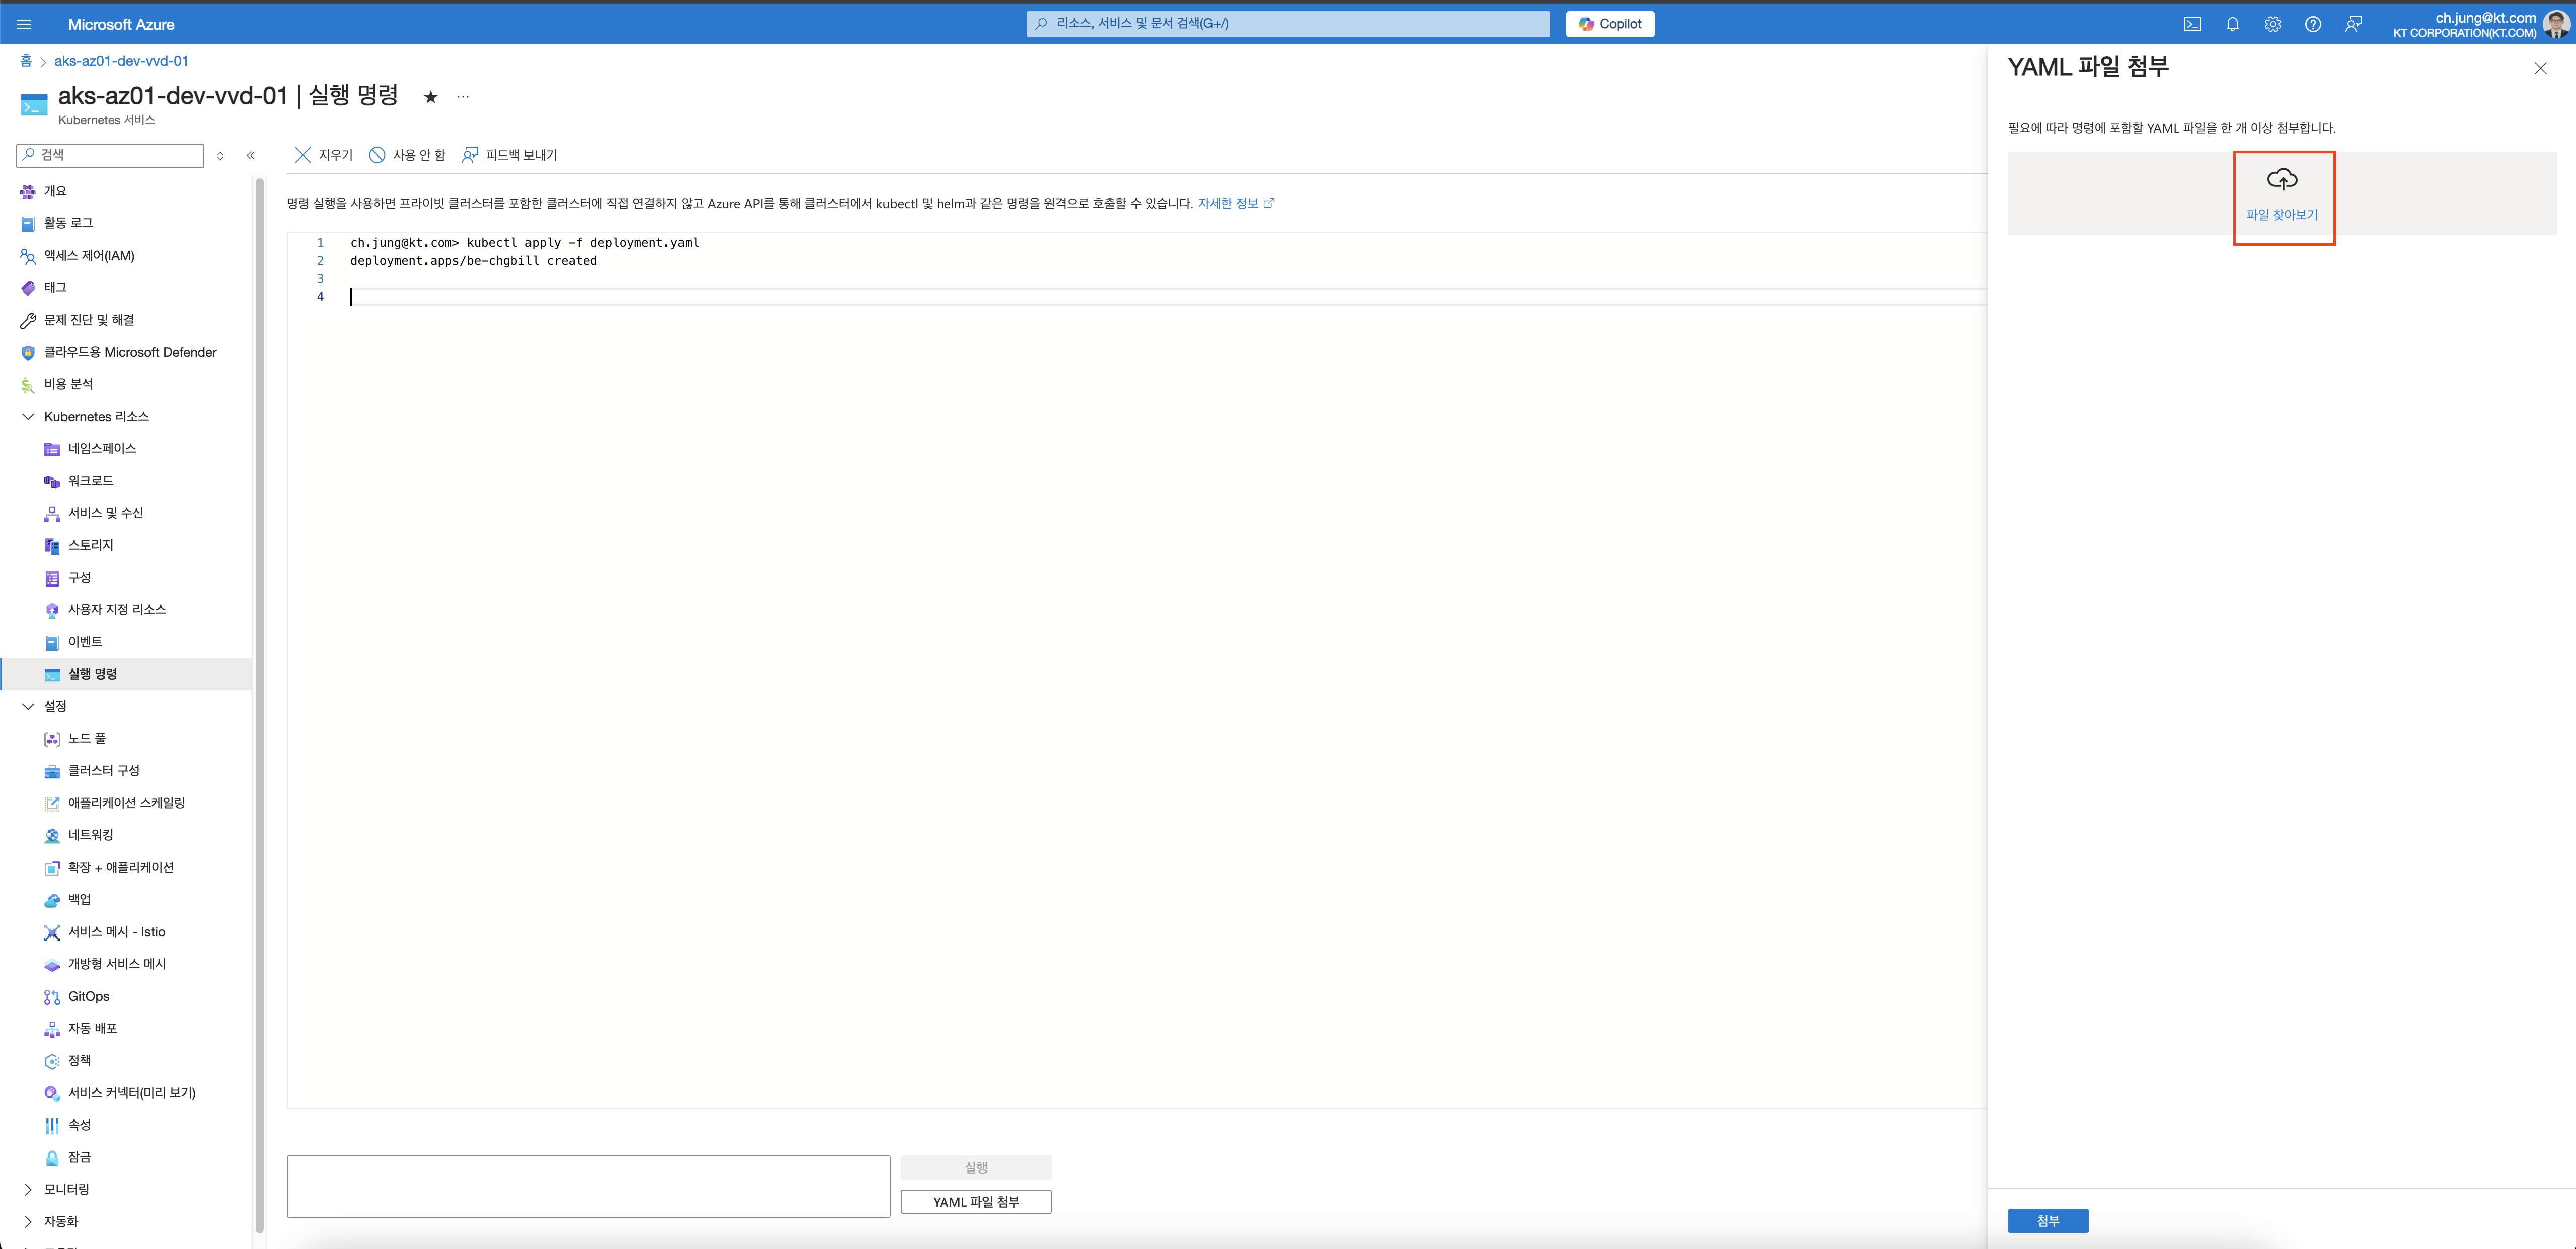 Microsoft Azure
리소스, 서비스 및 문서 검색(G+/)
Copilot
ch.jung@kt.com
KT CORPORATION(KT.COM)
홈 > aks-az01-dev-vvd-01
aks-az01-dev-vvd-01 | 실행 명령
Kubernetes 서비스
검색
개요
활동 로그
액세스 제어(IAM)
태그
문제 진단 및 해결
클라우드용 Microsoft Defender
비용 분석
Kubernetes 리소스
네임스페이스
워크로드
서비스 및 수신
스토리지
구성
사용자 지정 리소스
이벤트
실행 명령
설정
노드 풀
클러스터 구성
애플리케이션 스케일링
네트워킹
확장 + 애플리케이션
백업
서비스 메시 - Istio
개방형 서비스 메시
GitOps
자동 배포
정책
서비스 커넥터(미리 보기)
속성
잠금
모니터링
자동화
지우기 사용 안 함 피드백 보내기
명령 실행을 사용하면 프라이빗 클러스터를 포함한 클러스터에 직접 연결하지 않고 Azure API를 통해 클러스터에서 kubectl 및 helm과 같은 명령을 원격으로 호출할 수 있습니다. 자세한 정보
1 ch.jung@kt.com> kubectl apply -f deployment.yaml
2 deployment.apps/be-chgbill created
3
4
실행
YAML 파일 첨부
YAML 파일 첨부
필요에 따라 명령에 포함할 YAML 파일을 한 개 이상 첨부합니다.
파일 찾아보기
첨부